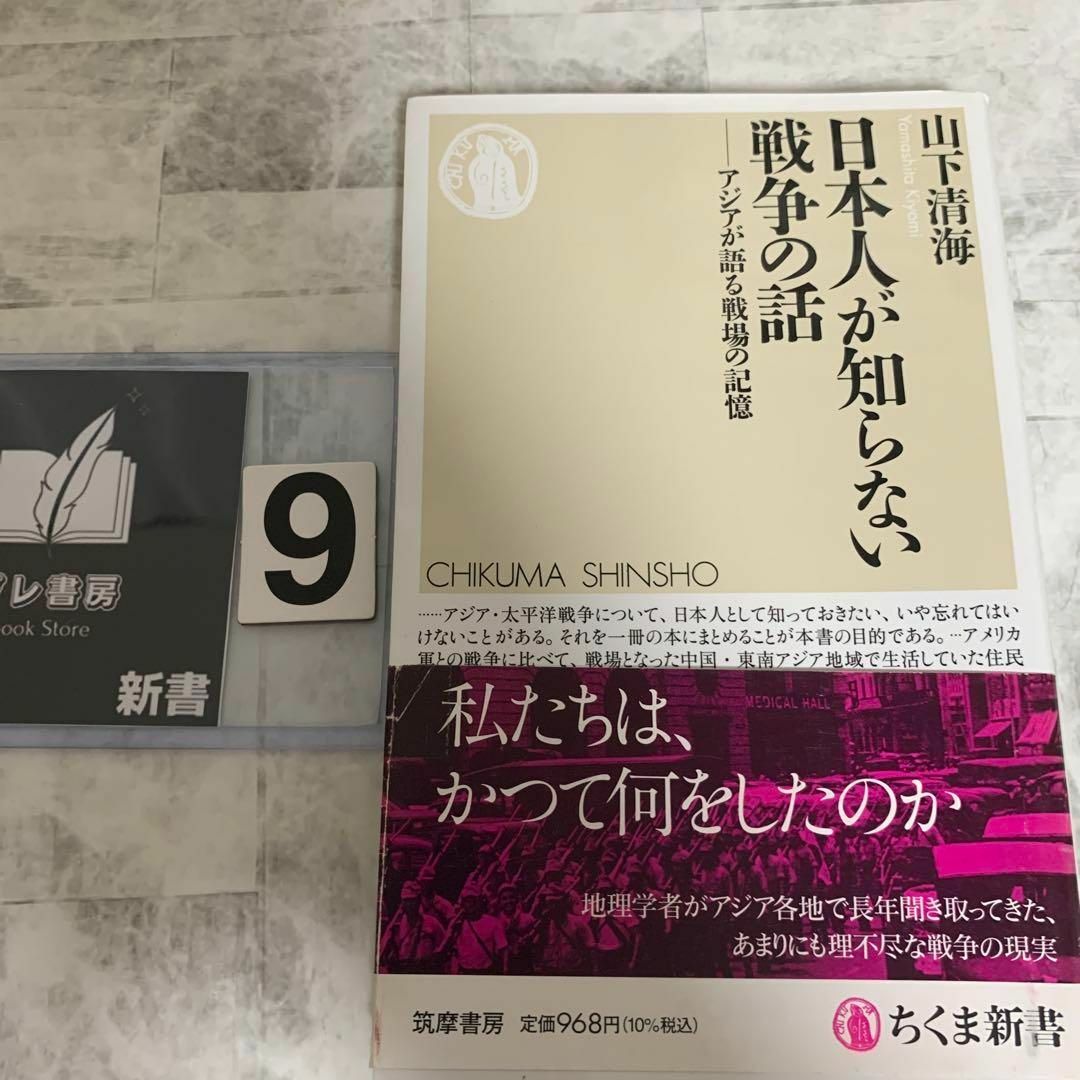 山下清海
Yamashita Kiyomi
日本人が知らない
戦争の話
—アジアが語る戦場の記憶
CHIKUMA SHINSHO
……アジア・太平洋戦争について、日本人として知っておきたい、いや忘れてはい
けないことがある。それを一冊の本にまとめることが本書の目的である。…アメリカ
軍との戦争に比べて、戦場となった中国・東南アジア地域で生活していた住民
MEDICAL HALL
私たちは、
かつて何をしたのか
地理学者がアジア各地で長年聞き取ってきた、
あまりにも理不尽な戦争の現実
筑摩書房 定価968円(10%税込)
ちくま新書
9
レ書房
ook Store
新書